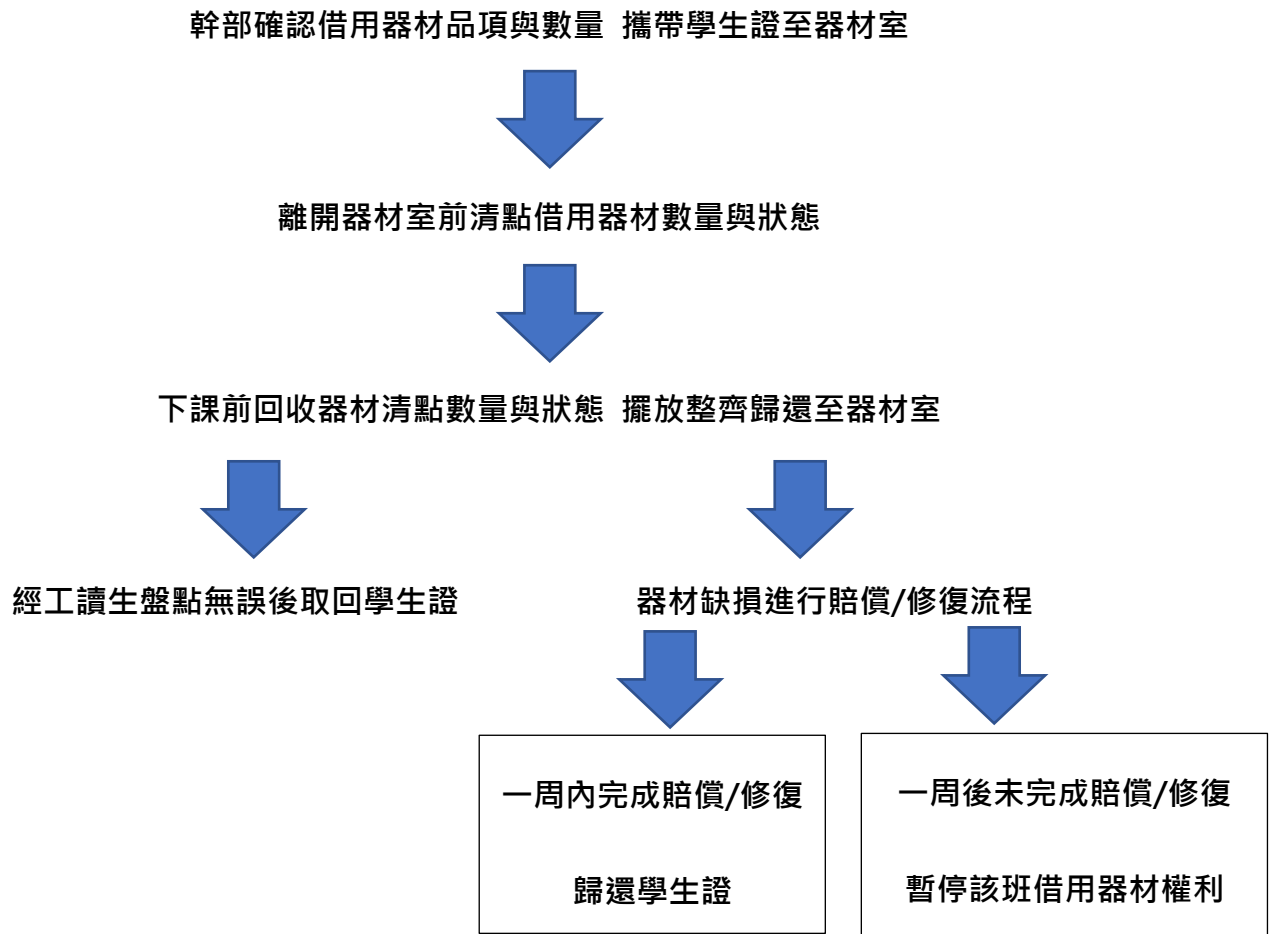 幹部確認借用器材品項與數量 攜帶學生證至器材室
離開器材室前清點借用器材數量與狀態
下課前回收器材清點數量與狀態 擺放整齊歸還至器材室
經工讀生盤點無誤後取回學生證
器材缺損進行賠償/修復流程
一周內完成賠償/修復
歸還學生證
一周後未完成賠償/修復
暫停該班借用器材權利